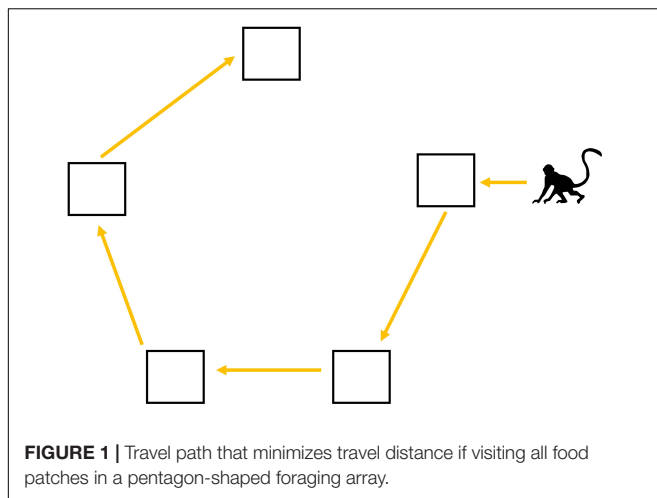 FIGURE 1 | Travel path that minimizes travel distance if visiting all food
patches in a pentagon-shaped foraging array.